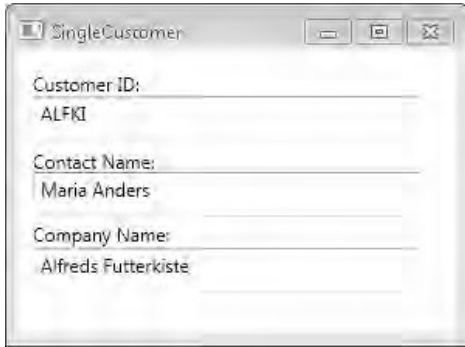 SingleCustomer
Customer ID:
ALFKI
Contact Name:
Maria Anders
Company Name:
Alfreds Futterkiste